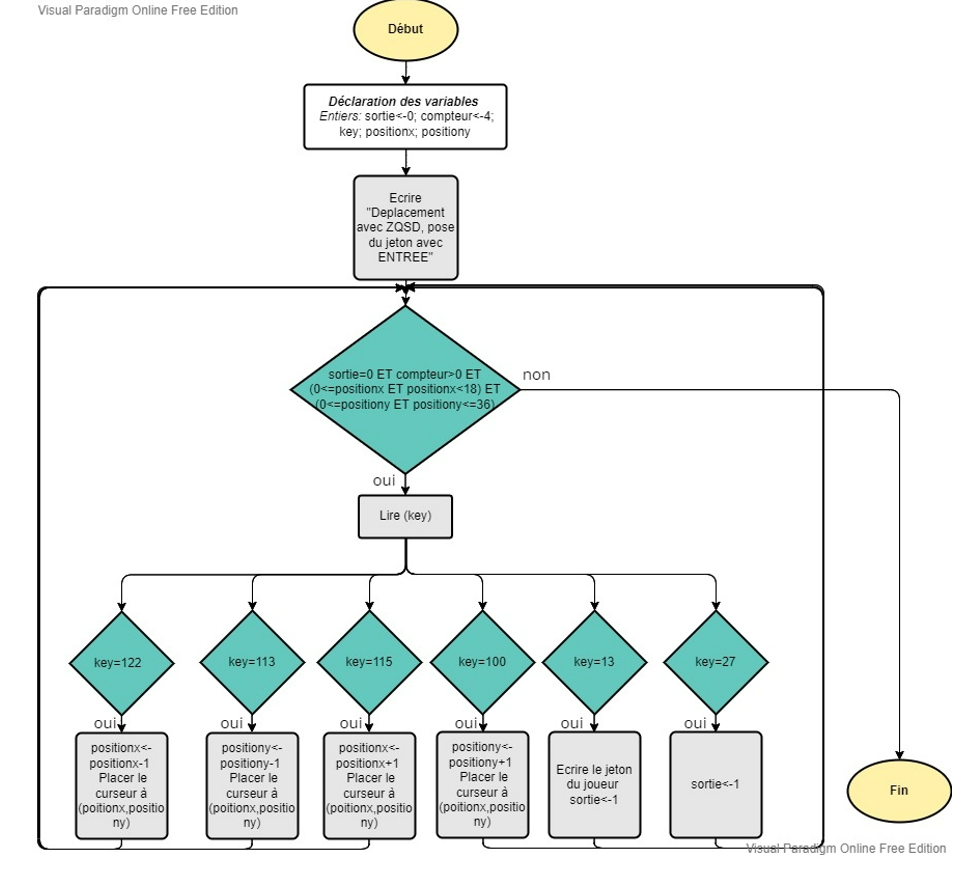 Visual Paradigm Online Free Edition
Début
Déclaration des variables
Entiers: sortie<-0; compteur<-4;
key; positionx; positiony
Ecrire
"Deplacement
avec ZQSD, pose
du jeton avec
ENTREE"
sortie=0 ET compteur>0 ET
(0<=positionx ET positionx<18) ET
(0<=positiony ET positiony<=36)
non
oui
Lire (key)
key=122
key=113
key=115
key=100
key=13
key=27
oui
oui
oui
oui
oui
oui
positionx<-
positionx-1
Placer le
curseur à
(poitionx,positio
ny)
positiony<-
positiony-1
Placer le
curseur à
(poitionx,positio
ny)
positionx<-
positionx+1
Placer le
curseur à
(poitionx,positio
ny)
positiony<-
positiony+1
Placer le
curseur à
(poitionx,positio
ny)
Ecrire le jeton
du joueur
sortie<-1
sortie<-1
Fin
Visual Paradigm Online Free Edition